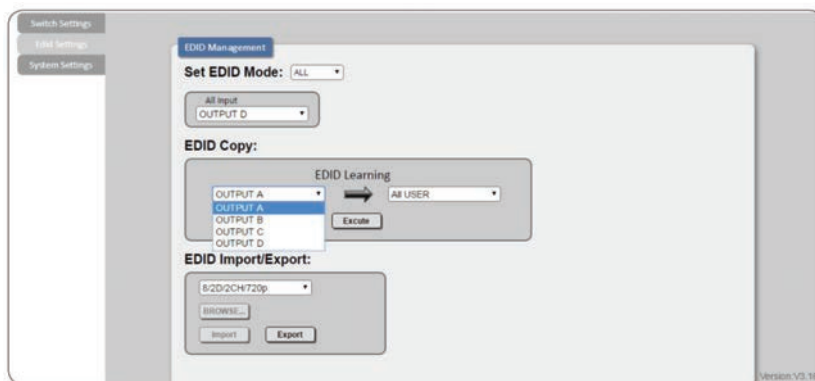 Switch Settings
Edid Settings
System Settings
EDID Management
Set EDID Mode: ALL
All input
OUTPUT D
EDID Copy:
EDID Learning
OUTPUT A
All USER
OUTPUT A
OUTPUT B
Excute
OUTPUT C
OUTPUT D
EDID Import/Export:
8/2D/2CH/720p
BROWSE...
Import
Export